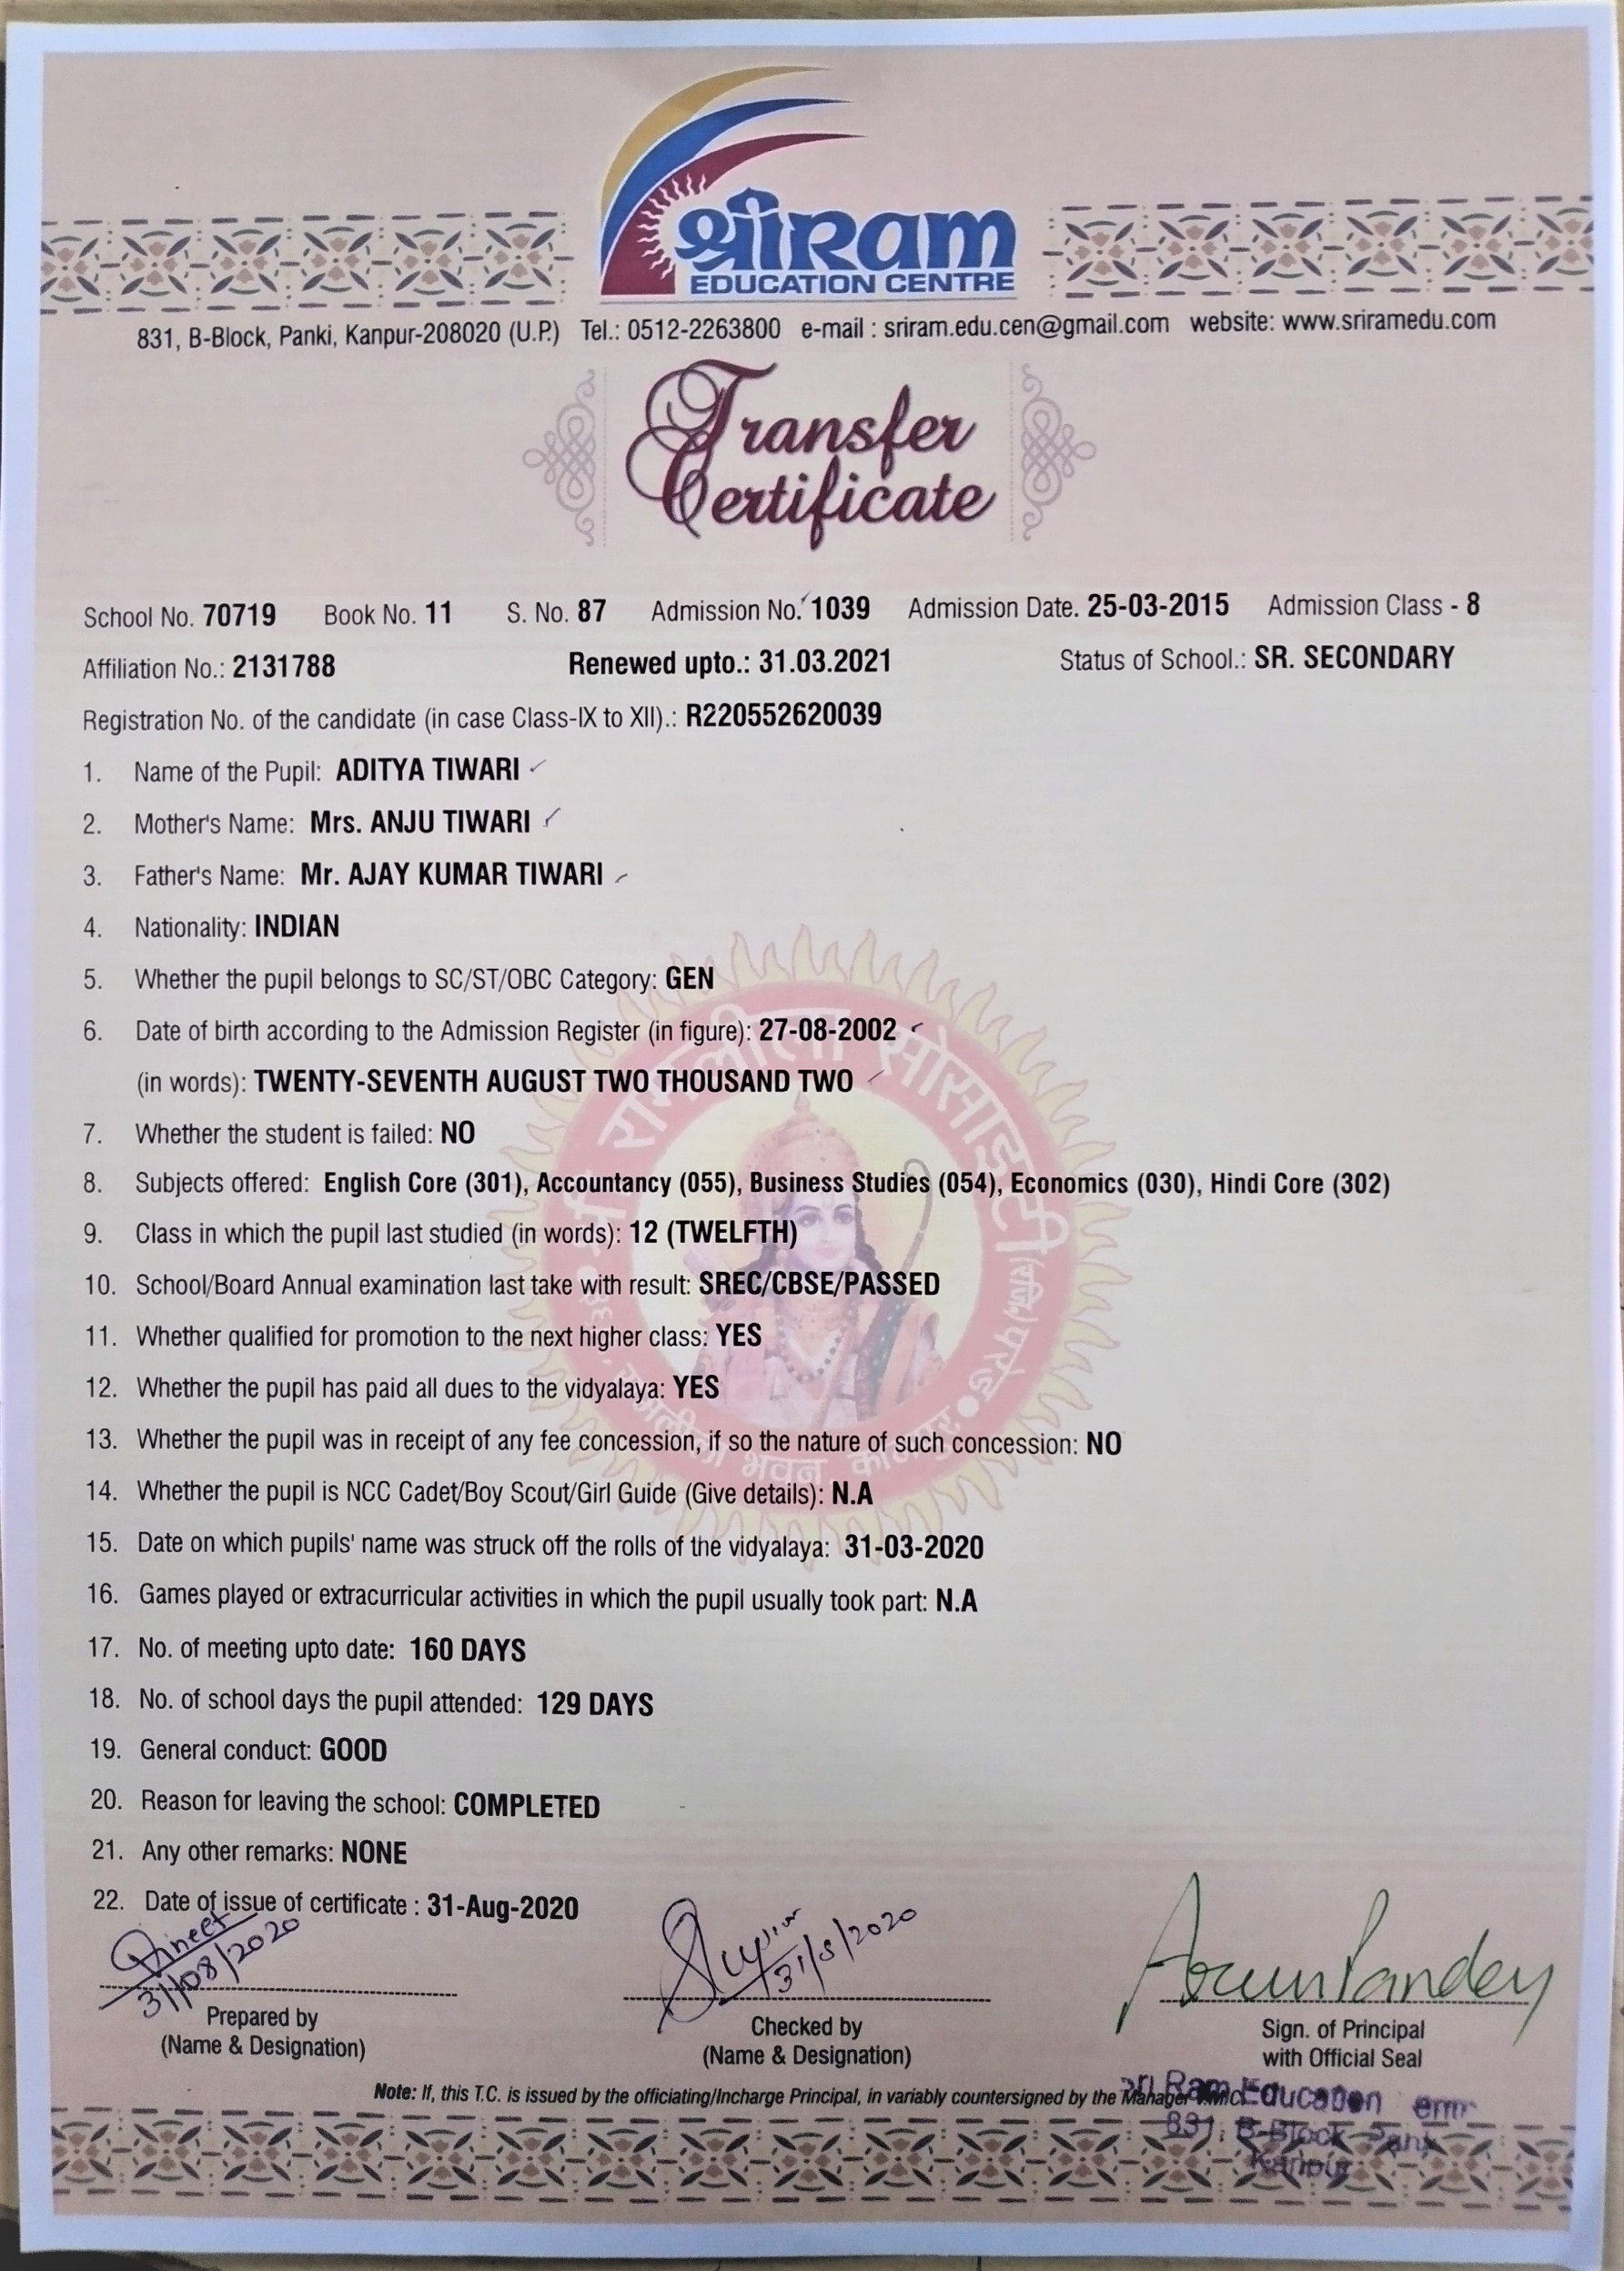 श्रीRam
EDUCATION CENTRE
831, B-Block, Panki, Kanpur-208020 (U.P.) Tel.: 0512-2263800 e-mail : sriram.edu.cen@gmail.com website: www.sriramedu.com
Transfer
Certificate
School No. 70719 Book No. 11 S. No. 87 Admission No. 1039 Admission Date. 25-03-2015 Admission Class - 8
Affiliation No.: 2131788 Renewed upto.: 31.03.2021 Status of School.: SR. SECONDARY
Registration No. of the candidate (in case Class-IX to XII).: R220552620039
1. Name of the Pupil: ADITYA TIWARI
2. Mother's Name: Mrs. ANJU TIWARI
3. Father's Name: Mr. AJAY KUMAR TIWARI
4. Nationality: INDIAN
5. Whether the pupil belongs to SC/ST/OBC Category: GEN
6. Date of birth according to the Admission Register (in figure): 27-08-2002
(in words): TWENTY-SEVENTH AUGUST TWO THOUSAND TWO
7. Whether the student is failed: NO
8. Subjects offered: English Core (301), Accountancy (055), Business Studies (054), Economics (030), Hindi Core (302)
9. Class in which the pupil last studied (in words): 12 (TWELFTH)
10. School/Board Annual examination last take with result: SREC/CBSE/PASSED
11. Whether qualified for promotion to the next higher class: YES
12. Whether the pupil has paid all dues to the vidyalaya: YES
13. Whether the pupil was in receipt of any fee concession, if so the nature of such concession: NO
14. Whether the pupil is NCC Cadet/Boy Scout/Girl Guide (Give details): N.A
15. Date on which pupils' name was struck off the rolls of the vidyalaya: 31-03-2020
16. Games played or extracurricular activities in which the pupil usually took part: N.A
17. No. of meeting upto date: 160 DAYS
18. No. of school days the pupil attended: 129 DAYS
19. General conduct: GOOD
20. Reason for leaving the school: COMPLETED
21. Any other remarks: NONE
22. Date of issue of certificate : 31-Aug-2020
31/08/2020 31/8/2020 Arun Pandey
Prepared by Checked by Sign. of Principal
(Name & Designation) (Name & Designation) with Official Seal
Note: If, this T.C. is issued by the officiating/Incharge Principal, in variably countersigned by the Manager
Sri Ram Education
831, B-Block
Kanpur
श्री रामलीला सोसाइटी
भवन, कानपुर